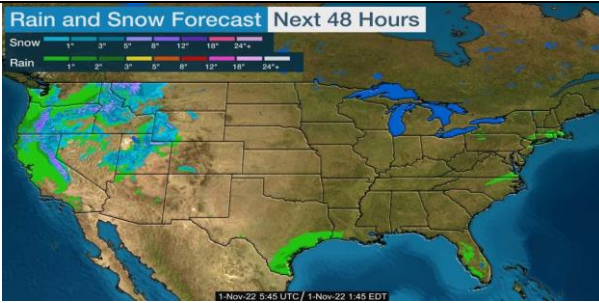 Rain and Snow Forecast Next 48 Hours
Snow 1" 3" 5" 8" 12" 18" 24"+
Rain 1" 2" 3" 5" 8" 12" 18" 24"+
1-Nov-22 5:45 UTC / 1-Nov-22 1:45 EDT